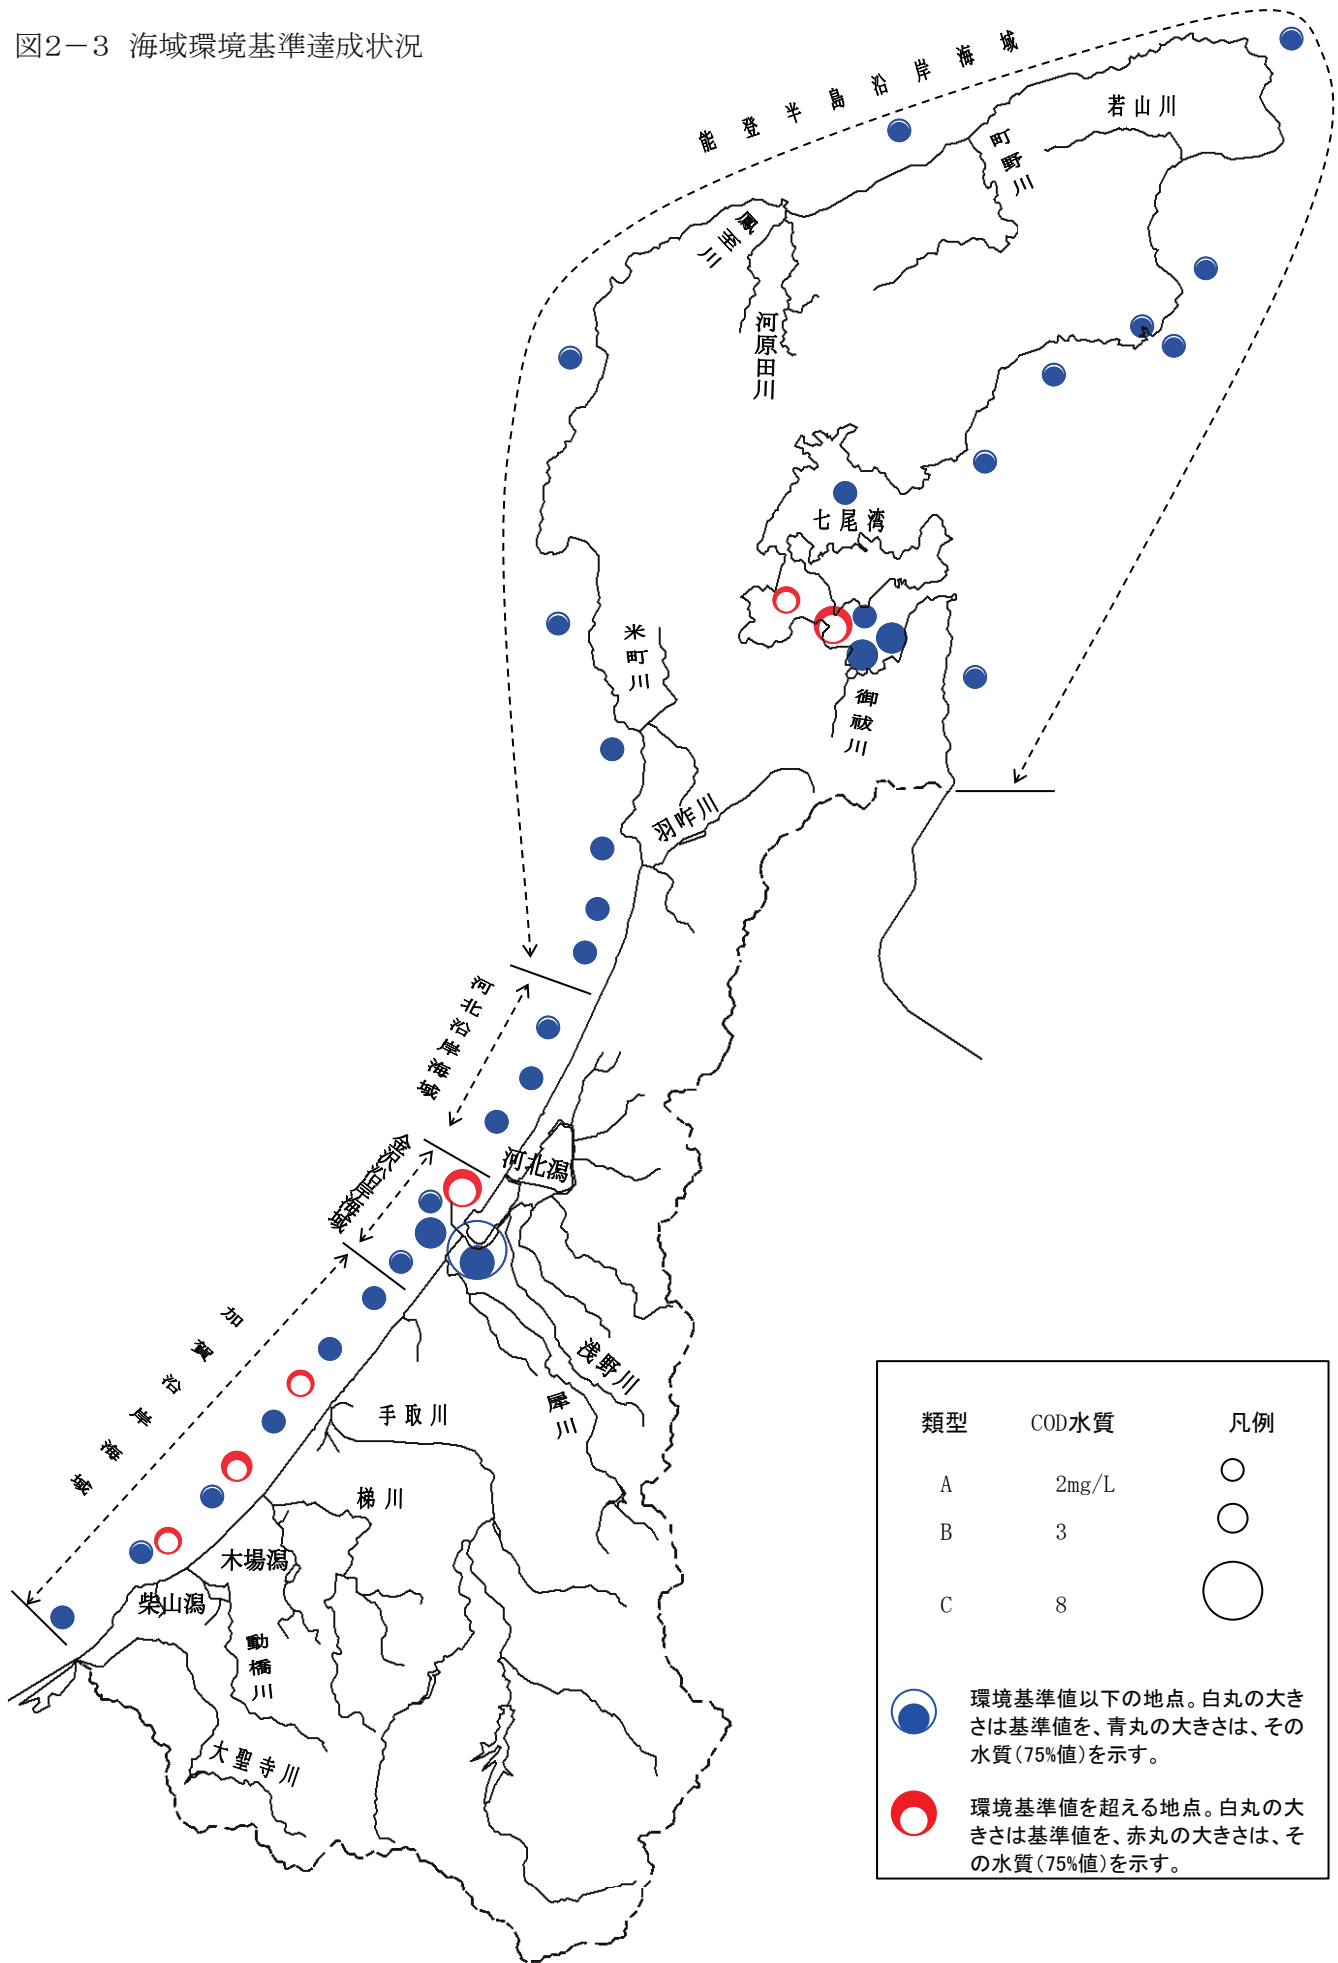 図2－3 海域環境基準達成状況
能登半島沿岸海域
若山川
町野川
鳳至川
河原田川
七尾湾
米町川
御祓川
羽咋川
河北沿岸海域
河北潟
金沢沿岸海域
加賀沿岸海域
浅野川
犀川
手取川
梯川
木場潟
柴山潟
動橋川
大聖寺川
類型 COD水質 凡例
A 2mg/L
B 3
C 8
環境基準値以下の地点。白丸の大き
さは基準値を、青丸の大きさは、その
水質(75%値)を示す。
環境基準値を超える地点。白丸の大
きさは基準値を、赤丸の大きさは、そ
の水質(75%値)を示す。